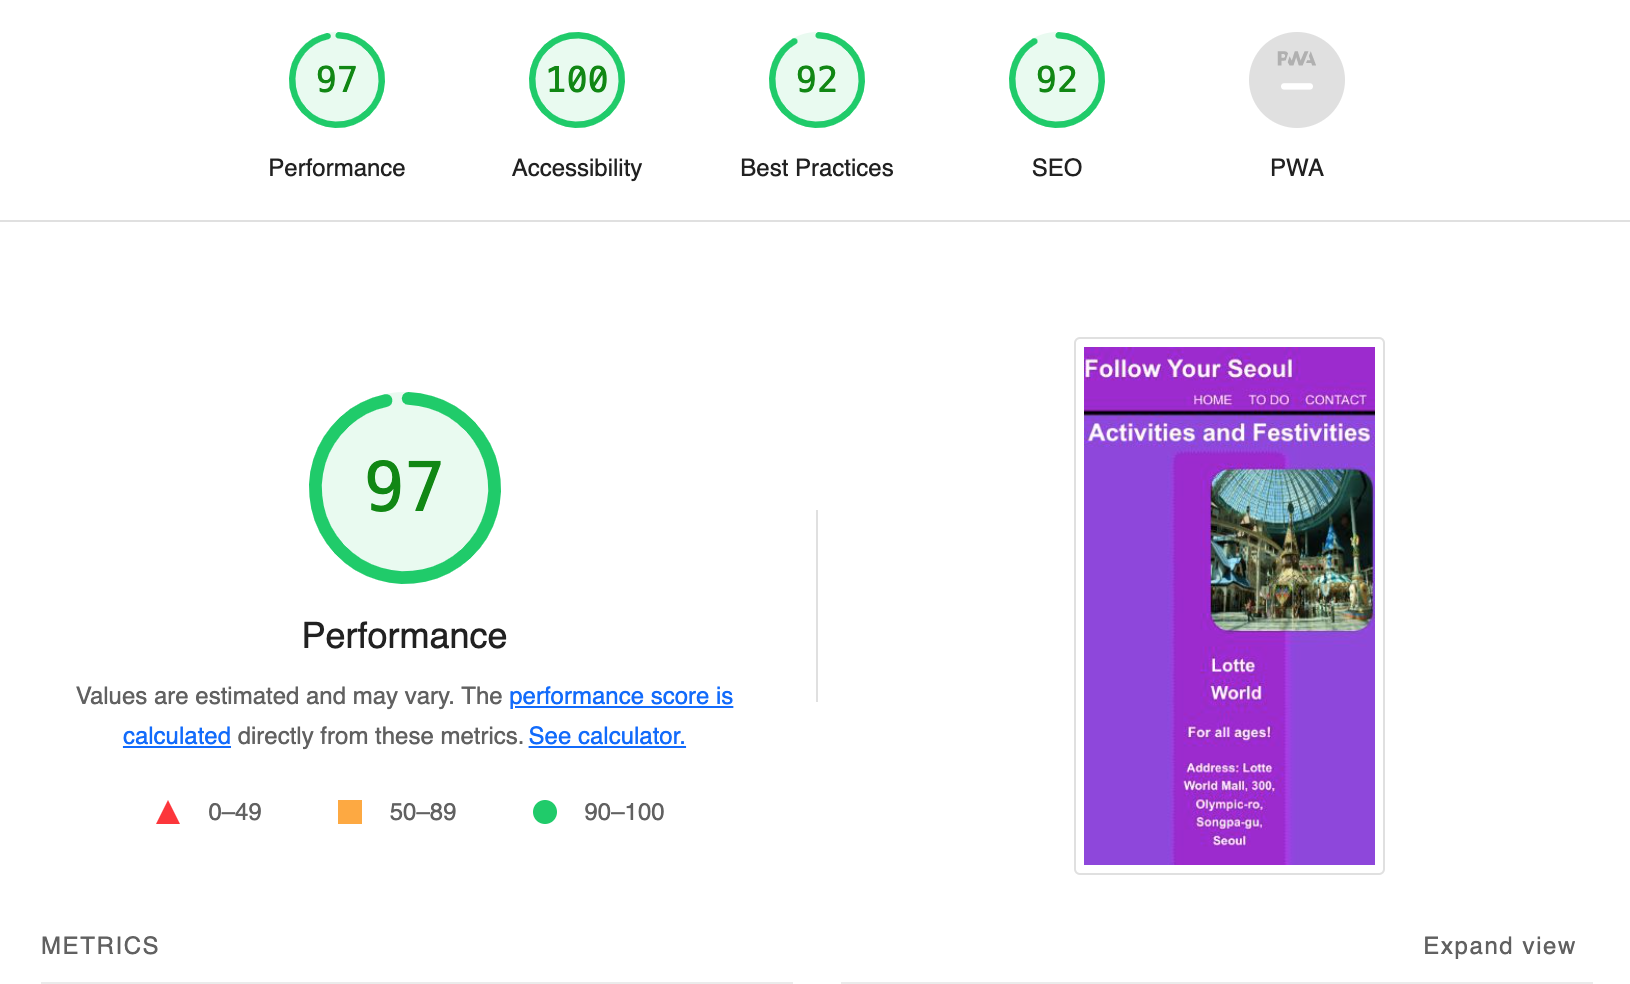 97 100 92 92 PWA
Performance Accessibility Best Practices SEO PWA
97
Performance
Values are estimated and may vary. The performance score is
calculated directly from these metrics. See calculator.
0–49 50–89 90–100
Follow Your Seoul
HOME TO DO CONTACT
Activities and Festivities
Lotte
World
For all ages!
Address: Lotte
World Mall, 300,
Olympic-ro,
Songpa-gu,
Seoul
METRICS Expand view